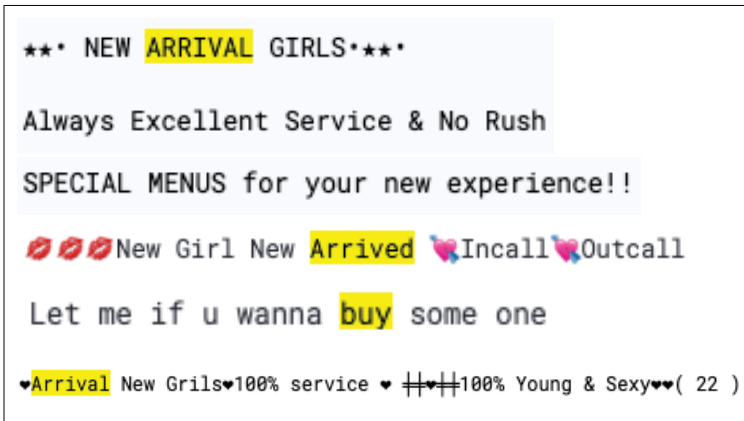 ★★• NEW ARRIVAL GIRLS•★★•
Always Excellent Service & No Rush
SPECIAL MENUS for your new experience!!
💋💋💋New Girl New Arrived 💘Incall💘Outcall
Let me if u wanna buy some one
♥Arrival New Grils♥100% service ♥ ╫♥╫100% Young & Sexy♥♥( 22 )